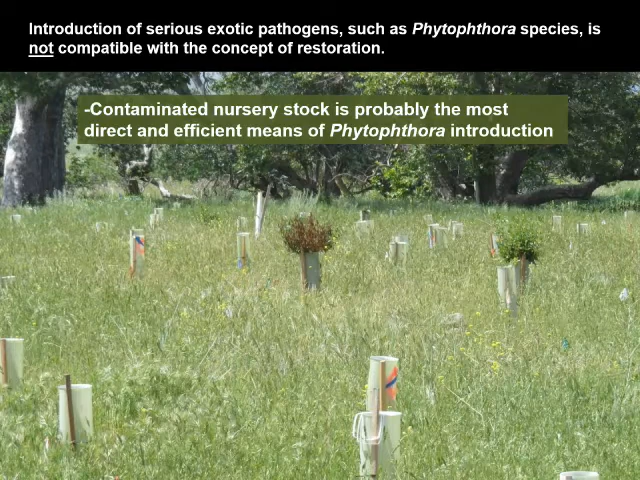 Introduction of serious exotic pathogens, such as Phytophthora species, is
not compatible with the concept of restoration.
-Contaminated nursery stock is probably the most
direct and efficient means of Phytophthora introduction